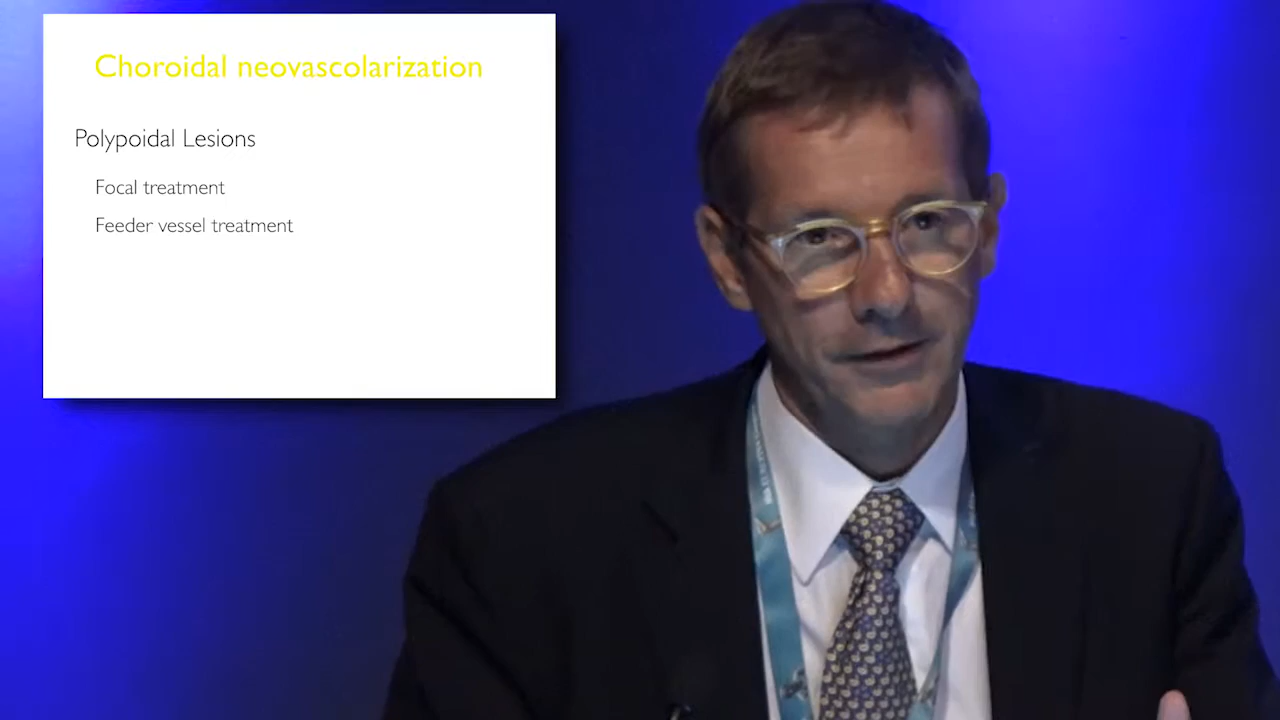 Choroidal neovascolarization
Polypoidal Lesions
Focal treatment
Feeder vessel treatment